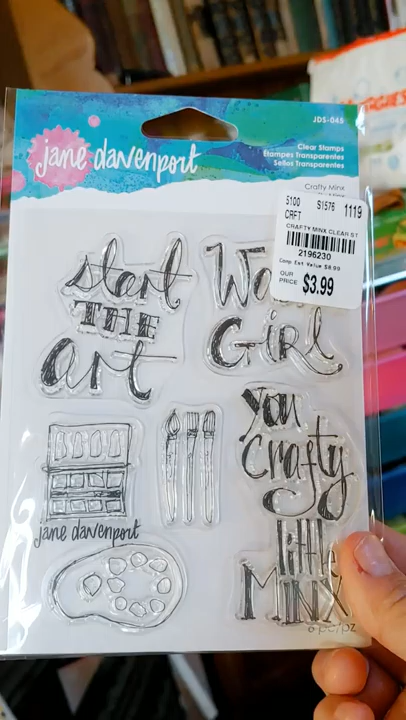 JDS-045
jane davenport
Clear Stamps
Étampes Transparentes
Sellos Transparentes
Crafty Minx
5100 S1576 1119
CRFT
CRAFTY MINX CLEAR ST
2196230
Comp Est Value $8.99
OUR
PRICE $3.99
start
THE
art
GIRL
you
Crafty
little
MINX
jane davenport